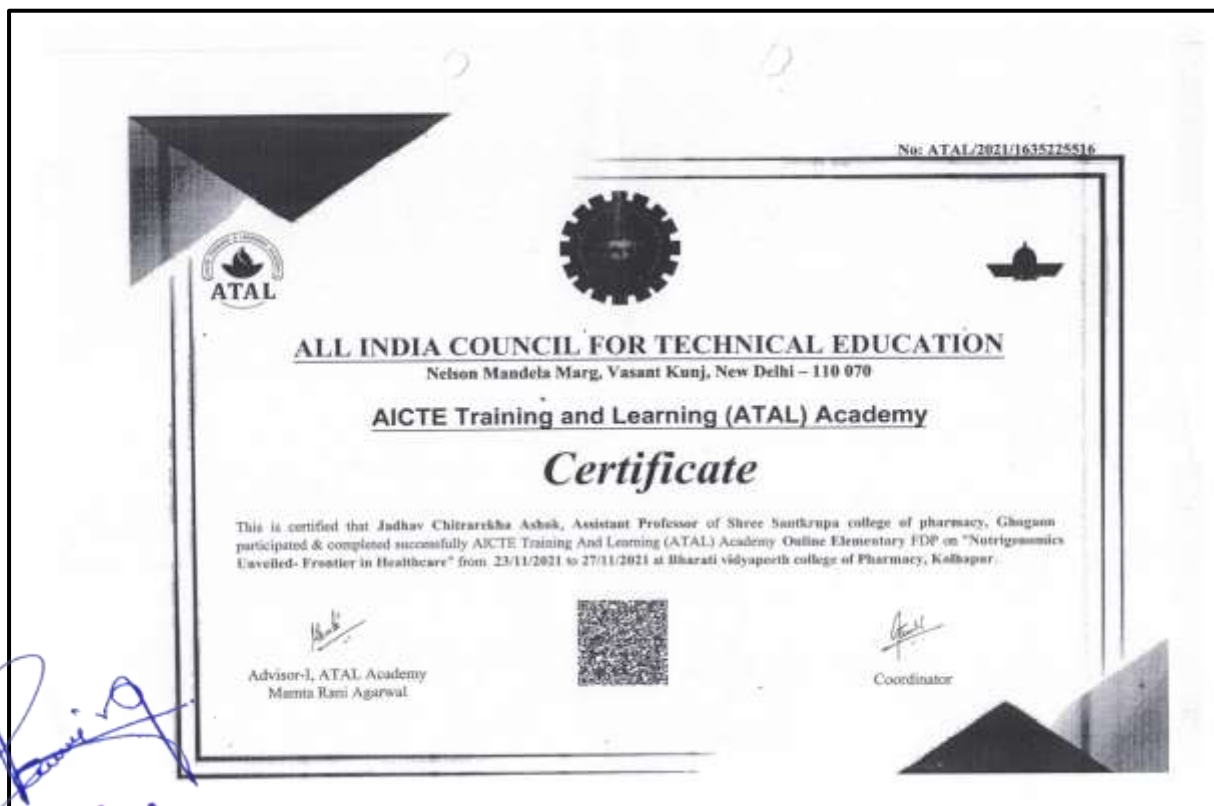 No: ATAL/2021/1635225516
ATAL
ALL INDIA COUNCIL FOR TECHNICAL EDUCATION
Nelson Mandela Marg, Vasant Kunj, New Delhi – 110 070
AICTE Training and Learning (ATAL) Academy
Certificate
This is certified that Jadhav Chitrarekha Ashok, Assistant Professor of Shree Santkrupa college of pharmacy, Ghogaon
participated & completed successfully AICTE Training And Learning (ATAL) Academy Online Elementary FDP on "Nutrigenomics
Unveiled- Frontier in Healthcare" from 23/11/2021 to 27/11/2021 at Bharati vidyapeeth college of Pharmacy, Kolhapur.
Advisor-I, ATAL Academy
Mamta Rani Agarwal
Coordinator